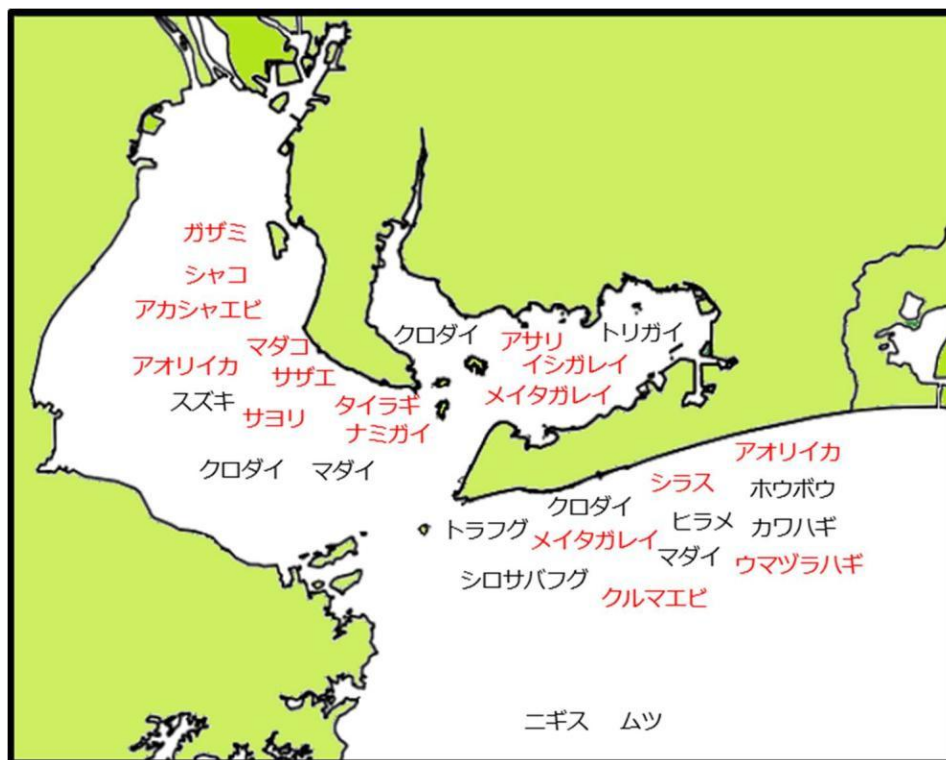 ガザミ
シャコ
アカシャエビ
マダコ
アオリイカ
サザエ
スズキ
サヨリ
タイラギ
ナミガイ
クロダイ
マダイ
クロダイ
アサリ
トリガイ
イシガレイ
メイタガレイ
アオリイカ
シラス
ホウボウ
クロダイ
ヒラメ
カワハギ
トラフグ
メイタガレイ
マダイ
ウマヅラハギ
シロサバフグ
クルマエビ
ニギス
ムツ